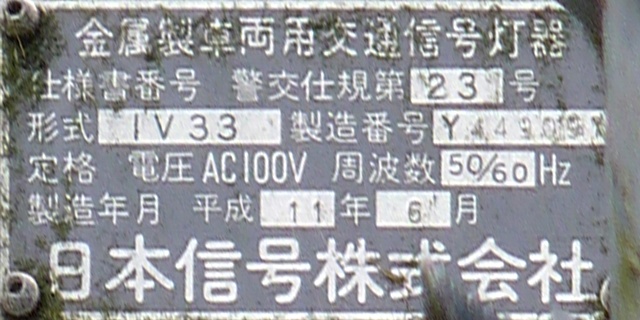 金属製車両用交通信号灯器
仕様書番号 警交仕規第 23 号
形式 1V33 製造番号
定格 電圧 AC100V 周波数 50/60 Hz
製造年月 平成 11 年 6 月
日本信号株式会社